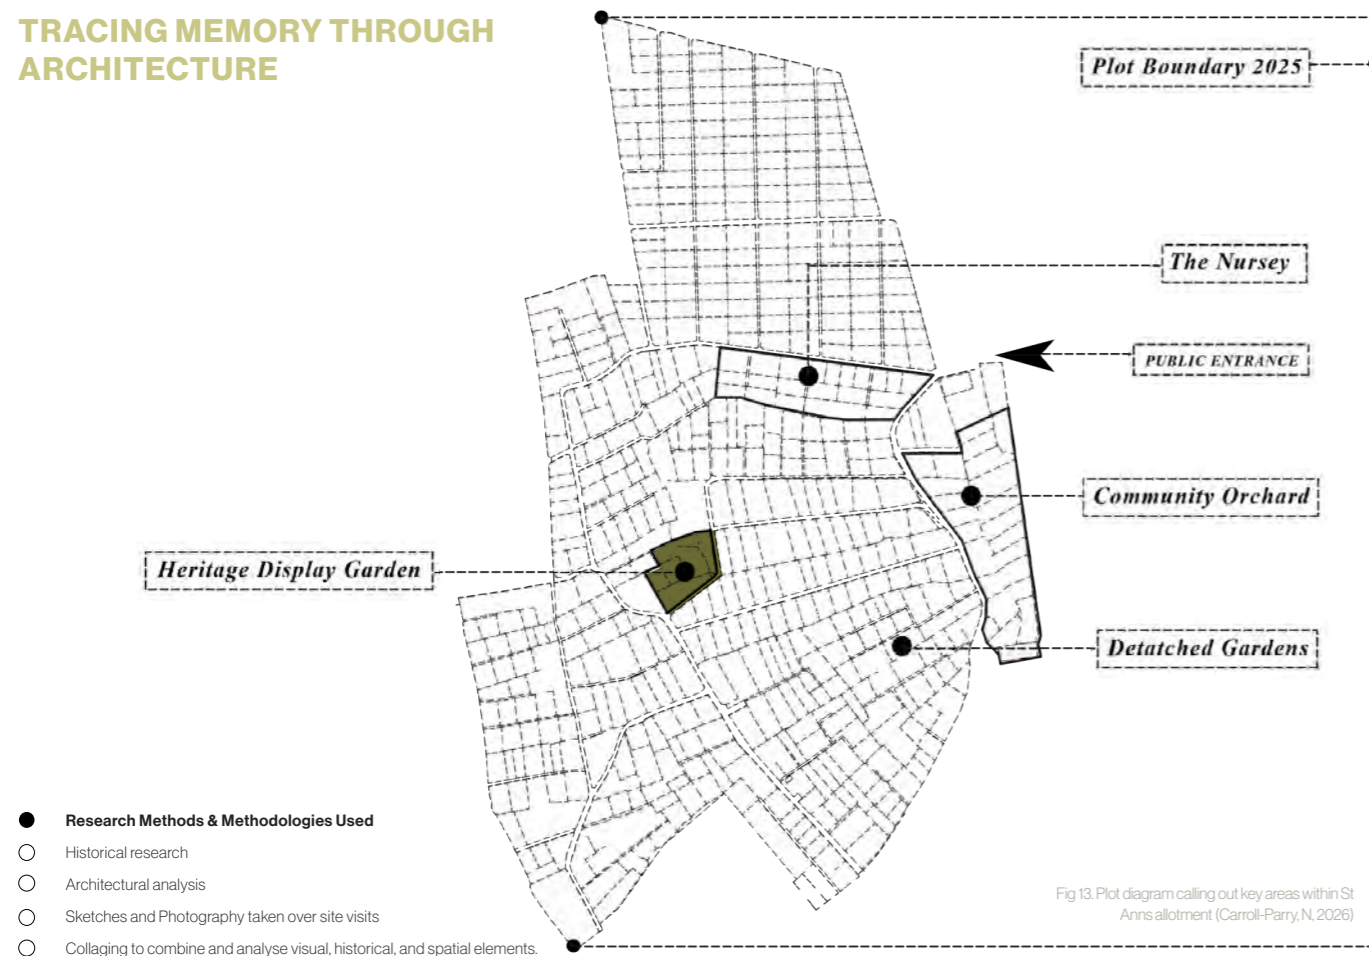 TRACING MEMORY THROUGH
ARCHITECTURE
Plot Boundary 2025
The Nursey
PUBLIC ENTRANCE
Community Orchard
Heritage Display Garden
Detatched Gardens
Research Methods & Methodologies Used
Historical research
Architectural analysis
Sketches and Photography taken over site visits
Collaging to combine and analyse visual, historical, and spatial elements.
Fig 13. Plot diagram calling out key areas within St
Anns allotment (Carroll-Parry, N, 2026)